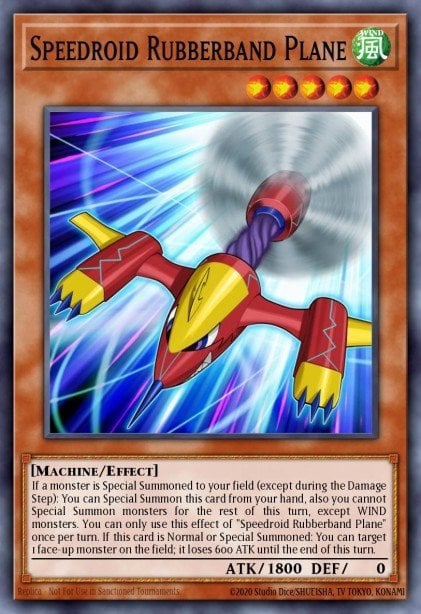 Speedroid Rubberband Plane
WIND
風
[Machine/Effect]
If a monster is Special Summoned to your field (except during the Damage
Step): You can Special Summon this card from your hand, also you cannot
Special Summon monsters for the rest of this turn, except WIND
monsters. You can only use this effect of "Speedroid Rubberband Plane"
once per turn. If this card is Normal or Special Summoned: You can target
1 face-up monster on the field; it loses 600 ATK until the end of this turn.
ATK/1800 DEF/ 0
Replica - Not For Use in Sanctioned Tournaments
©2020 Studio Dice/SHUEISHA, TV TOKYO, KONAMI